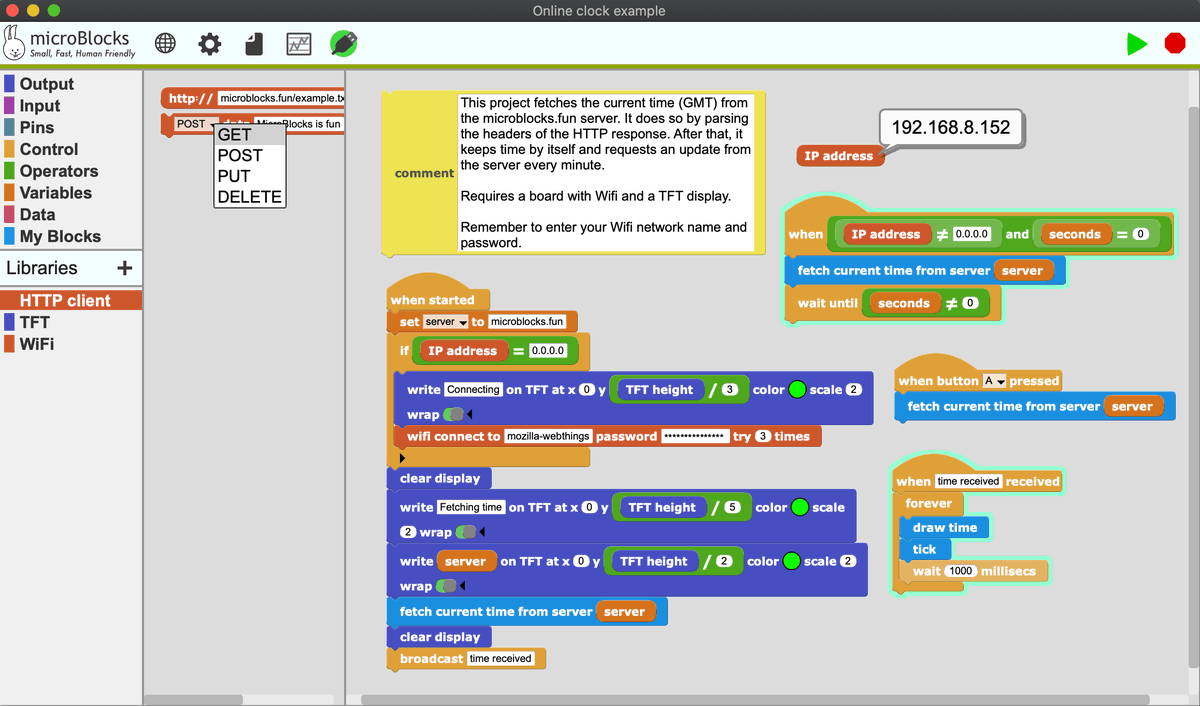 Online clock example
microBlocks
Small, Fast, Human Friendly
Output
Input
Pins
Control
Operators
Variables
Data
My Blocks
Libraries +
HTTP client
TFT
WiFi
http:// microblocks.fun/example.tx
POST data MicroBlocks is fun
GET
POST
PUT
DELETE
comment
This project fetches the current time (GMT) from
the microblocks.fun server. It does so by parsing
the headers of the HTTP response. After that, it
keeps time by itself and requests an update from
the server every minute.
Requires a board with Wifi and a TFT display.
Remember to enter your Wifi network name and
password.
when started
set server to microblocks.fun
if IP address = 0.0.0.0
write Connecting on TFT at x 0 y TFT height / 3 color scale 2
wrap
wifi connect to mozilla-webthings password *************** try 3 times
clear display
write Fetching time on TFT at x 0 y TFT height / 5 color scale
2 wrap
write server on TFT at x 0 y TFT height / 2 color scale 2
wrap
fetch current time from server server
clear display
broadcast time received
192.168.8.152
IP address
when IP address ≠ 0.0.0.0 and seconds = 0
fetch current time from server server
wait until seconds ≠ 0
when button A pressed
fetch current time from server server
when time received received
forever
draw time
tick
wait 1000 millisecs